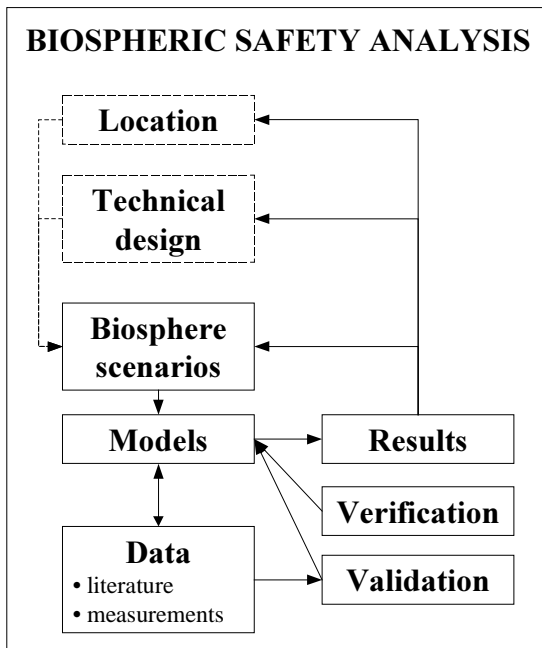 BIOSPHERIC SAFETY ANALYSIS
Location
Technical
design
Biosphere
scenarios
Models
Results
Verification
Data
• literature
• measurements
Validation